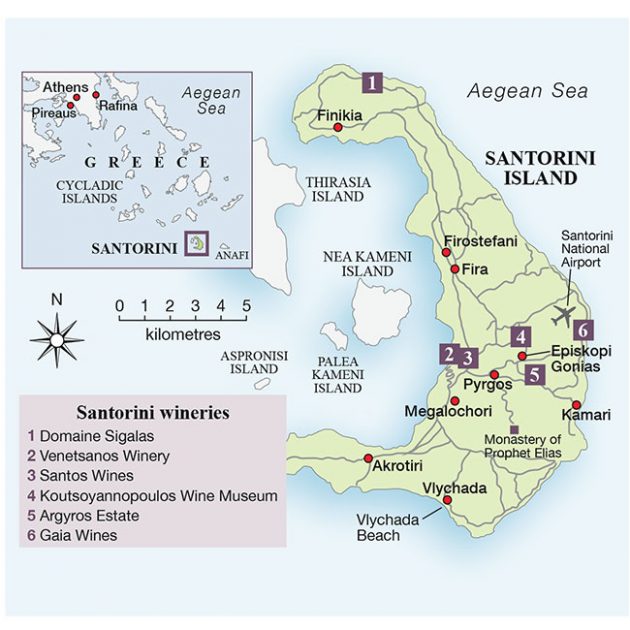 Athens
Pireaus
Rafina
Aegean
Sea
G R E E C E
CYCLADIC
ISLANDS
SANTORINI
ANAFI
N
0 1 2 3 4 5
kilometres
Aegean Sea
SANTORINI
ISLAND
1
Finikia
THIRASIA
ISLAND
NEA KAMENI
ISLAND
Firostefani
Fira
Santorini
National
Airport
ASPRONISI
ISLAND
PALEA
KAMENI
ISLAND
2
3
4
5
6
Episkopi
Gonias
Pyrgos
Megalochori
Kamari
Monastery of
Prophet Elias
Akrotiri
Vlychada
Vlychada
Beach
Santorini wineries
1 Domaine Sigalas
2 Venetsanos Winery
3 Santos Wines
4 Koutsoyannopoulos Wine Museum
5 Argyros Estate
6 Gaia Wines